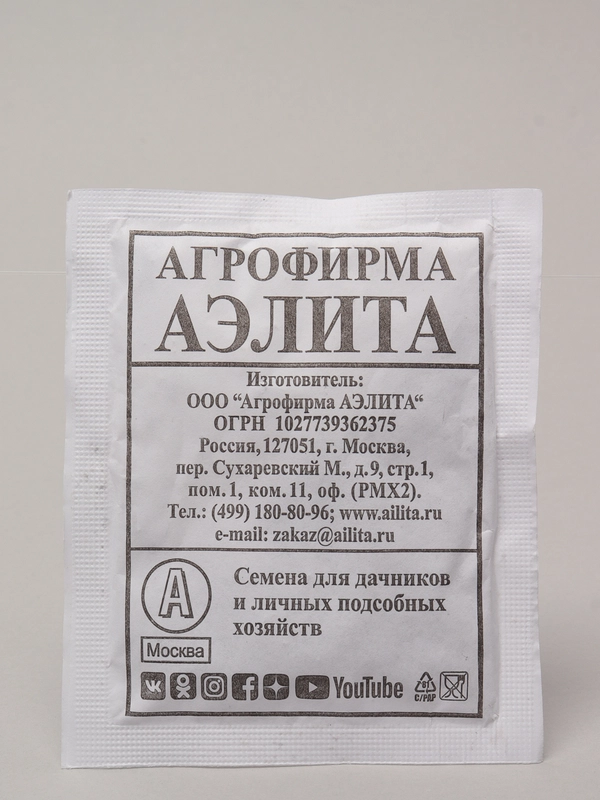 АГРОФИРМА
АЭЛИТА
Изготовитель:
ООО “Агрофирма АЭЛИТА“
ОГРН 1027739362375
Россия, 127051, г. Москва,
пер. Сухаревский М., д. 9, стр. 1,
пом. 1, ком. 11, оф. (РМХ2).
Тел.: (499) 180-80-96; www.ailita.ru
e-mail: zakaz@ailita.ru
А
Москва
Семена для дачников
и личных подсобных
хозяйств
YouTube
81
C/PAP